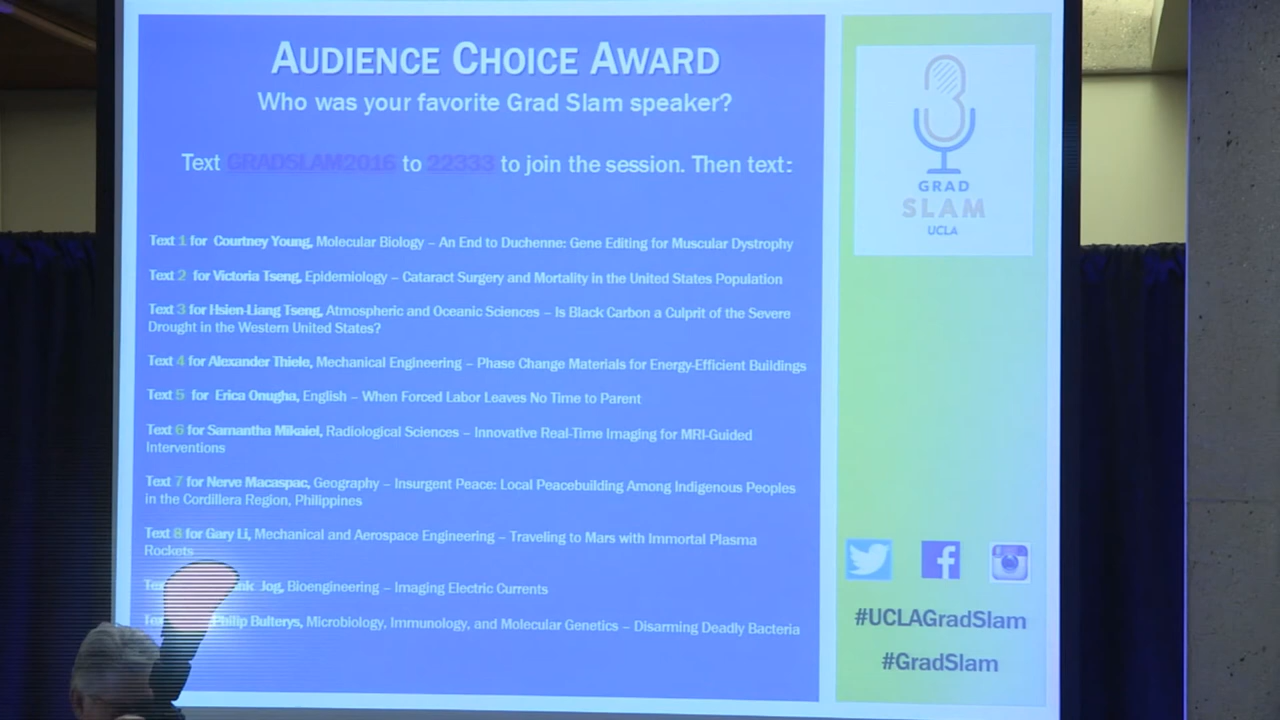 AUDIENCE CHOICE AWARD
Who was your favorite Grad Slam speaker?
Text GRADSLAM2016 to 22333 to join the session. Then text:
Text 1 for Courtney Young, Molecular Biology – An End to Duchenne: Gene Editing for Muscular Dystrophy
Text 2 for Victoria Tseng, Epidemiology – Cataract Surgery and Mortality in the United States Population
Text 3 for Hsien-Liang Tseng, Atmospheric and Oceanic Sciences – Is Black Carbon a Culprit of the Severe
Drought in the Western United States?
Text 4 for Alexander Thiele, Mechanical Engineering – Phase Change Materials for Energy-Efficient Buildings
Text 5 for Erica Onugha, English – When Forced Labor Leaves No Time to Parent
Text 6 for Samantha Mikaiel, Radiological Sciences – Innovative Real-Time Imaging for MRI-Guided
Interventions
Text 7 for Nerve Macaspac, Geography – Insurgent Peace: Local Peacebuilding Among Indigenous Peoples
in the Cordillera Region, Philippines
Text 8 for Gary Li, Mechanical and Aerospace Engineering – Traveling to Mars with Immortal Plasma
Rockets
Jog, Bioengineering – Imaging Electric Currents
Philip Bulterys, Microbiology, Immunology, and Molecular Genetics – Disarming Deadly Bacteria
GRAD
SLAM
UCLA
#UCLAGradSlam
#GradSlam